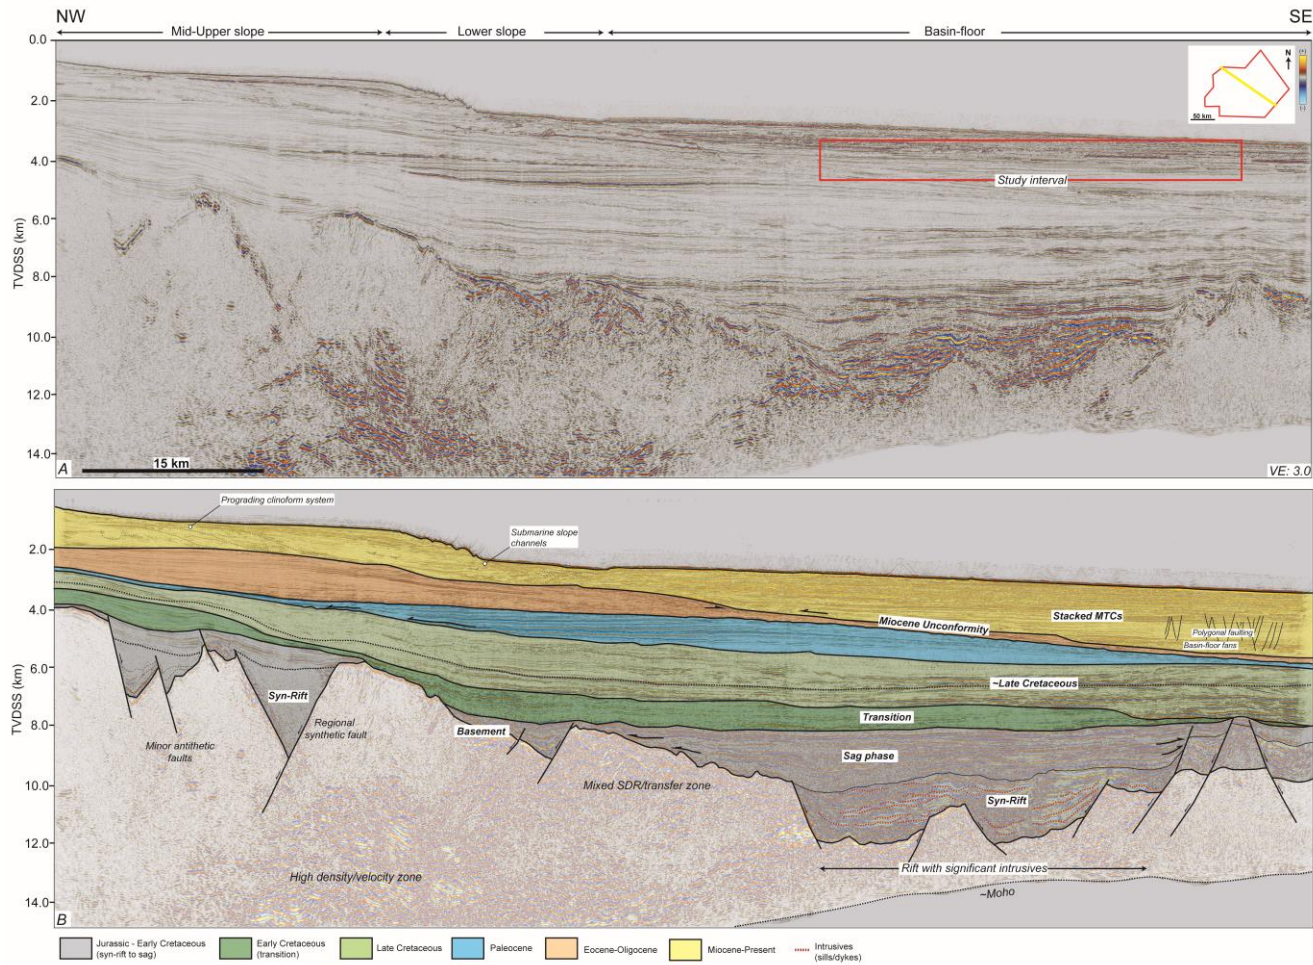 NW
SE
Mid-Upper slope
Lower slope
Basin-floor
0.0
2.0
4.0
6.0
8.0
10.0
12.0
14.0
TVDSS (km)
N
50 km
(+)
(-)
Study interval
15 km
A
VE: 3.0
Prograding clinoform system
Submarine slope
channels
2.0
4.0
6.0
8.0
10.0
12.0
14.0
TVDSS (km)
Stacked MTCs
Miocene Unconformity
Polygonal faulting
Basin-floor fans
~Late Cretaceous
Syn-Rift
Regional
synthetic fault
Minor antithetic
faults
Basement
Transition
Sag phase
Mixed SDR/transfer zone
Syn-Rift
High density/velocity zone
Rift with significant intrusives
~Moho
B
Jurassic - Early Cretaceous
(syn-rift to sag)
Early Cretaceous
(transition)
Late Cretaceous
Paleocene
Eocene-Oligocene
Miocene-Present
Intrusives
(sills/dykes)